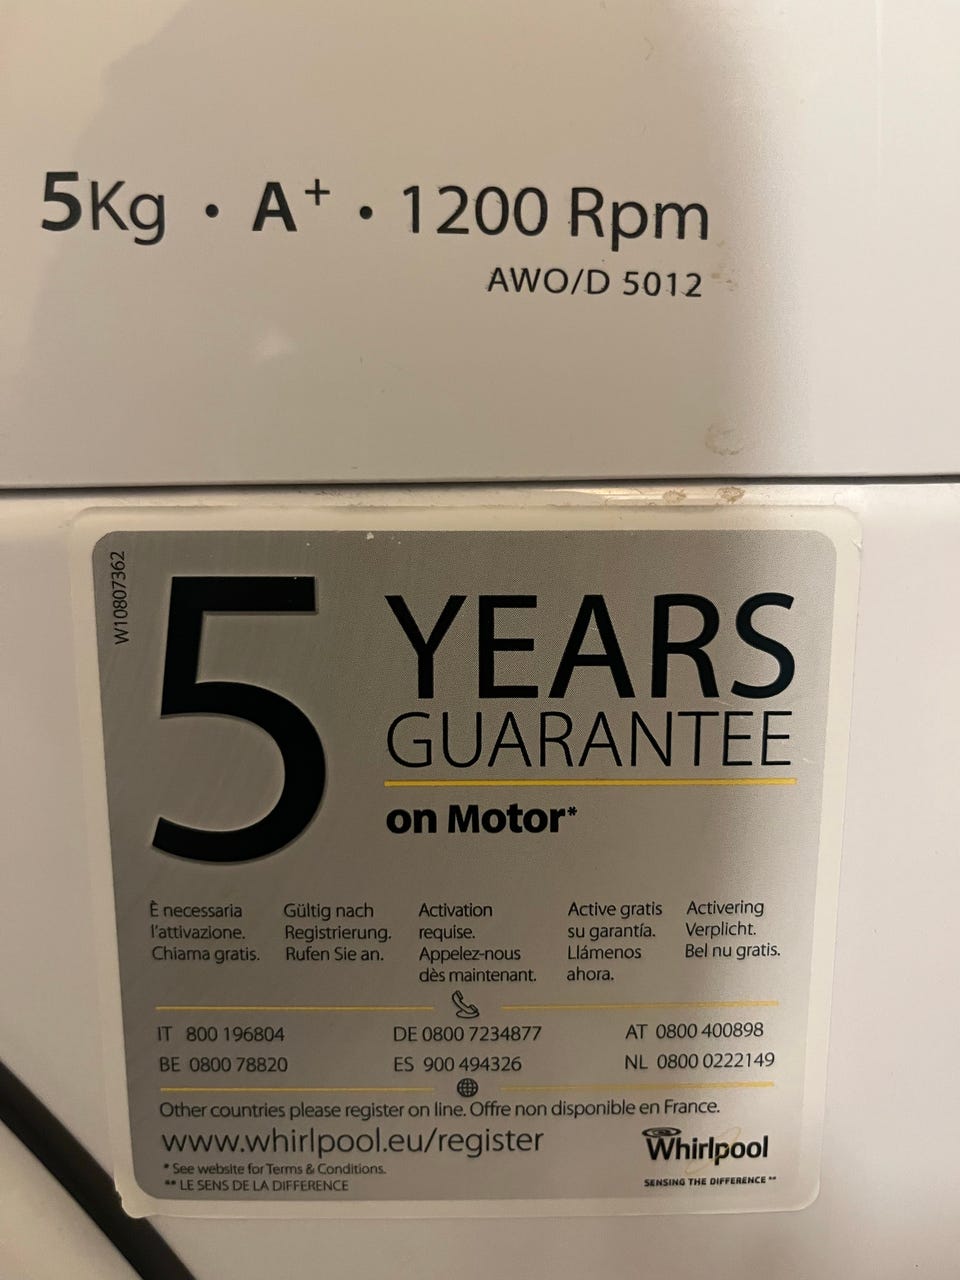 5Kg · A+ · 1200 Rpm
AWO/D 5012
W10807362
5 YEARS
GUARANTEE
on Motor*
È necessaria
l'attivazione.
Chiama gratis.
Gültig nach
Registrierung.
Rufen Sie an.
Activation
requise.
Appelez-nous
dès maintenant.
Active gratis
su garantía.
Llámenos
ahora.
Activering
Verplicht.
Bel nu gratis.
IT 800 196804
DE 0800 7234877
AT 0800 400898
BE 0800 78820
ES 900 494326
NL 0800 0222149
Other countries please register on line. Offre non disponible en France.
www.whirlpool.eu/register
* See website for Terms & Conditions.
** LE SENS DE LA DIFFERENCE
Whirlpool
SENSING THE DIFFERENCE **